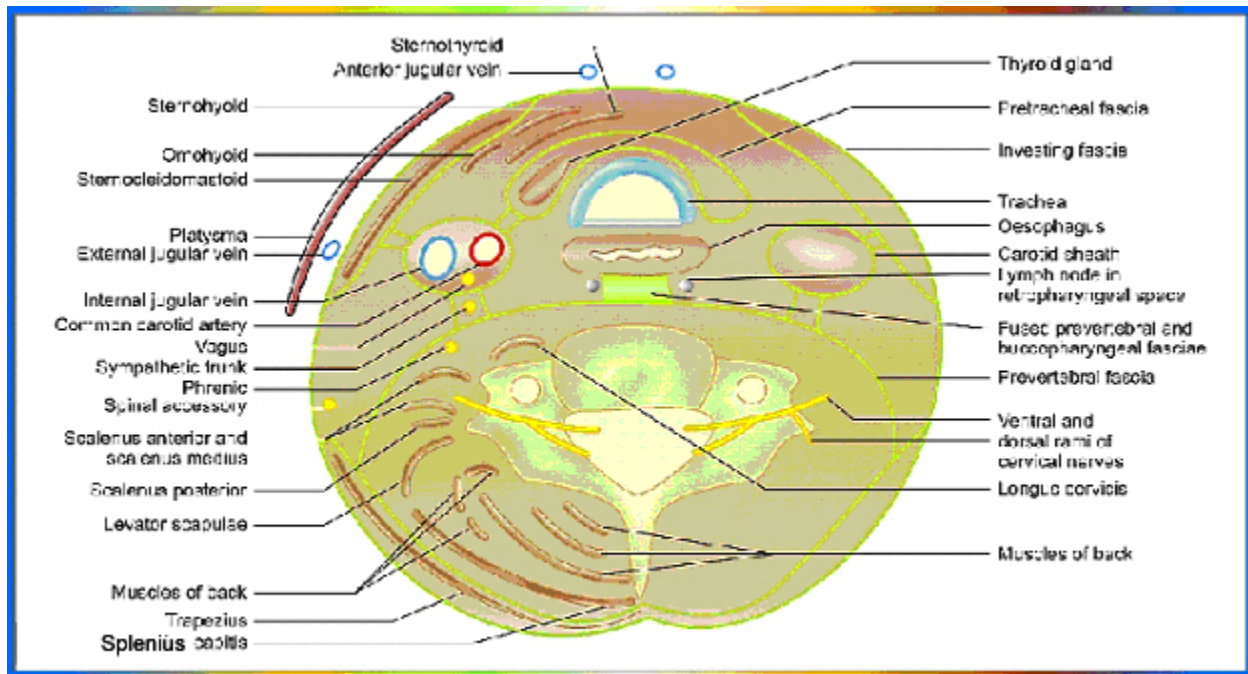 Sternothyroid
Anterior jugular vein
Sternohyoid
Omohyoid
Sternocleidomastoid
Platysma
External jugular vein
Internal jugular vein
Common carotid artery
Vagus
Sympathetic trunk
Phrenic
Spinal accessory
Scalenus anterior and
scalenus medius
Scalenus posterior
Levator scapulae
Muscles of back
Trapezius
Splenius capitis
Thyroid gland
Pretracheal fascia
Investing fascia
Trachea
Oesophagus
Carotid sheath
Lymph node in
retropharyngeal space
Fused prevertebral and
buccopharyngeal fasciae
Prevertebral fascia
Ventral and
dorsal rami of
cervical nerves
Longus cervicis
Muscles of back